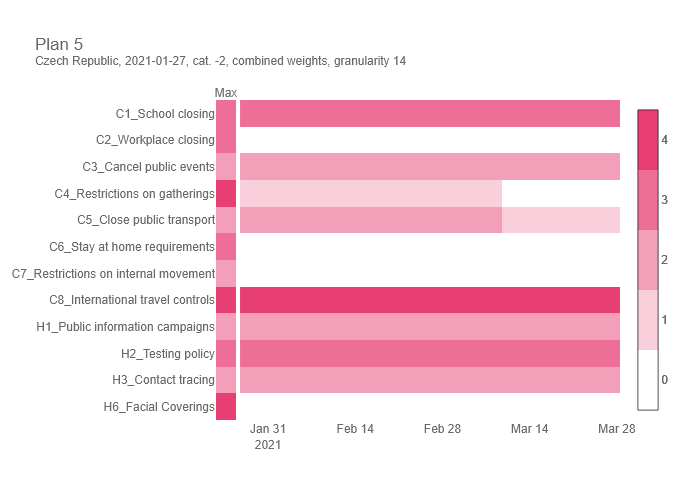 Plan 5
Czech Republic, 2021-01-27, cat. -2, combined weights, granularity 14
Max
C1_School closing
C2_Workplace closing
C3_Cancel public events
C4_Restrictions on gatherings
C5_Close public transport
C6_Stay at home requirements
C7_Restrictions on internal movement
C8_International travel controls
H1_Public information campaigns
H2_Testing policy
H3_Contact tracing
H6_Facial Coverings
4
3
2
1
0
Jan 31 Feb 14 Feb 28 Mar 14 Mar 28
2021